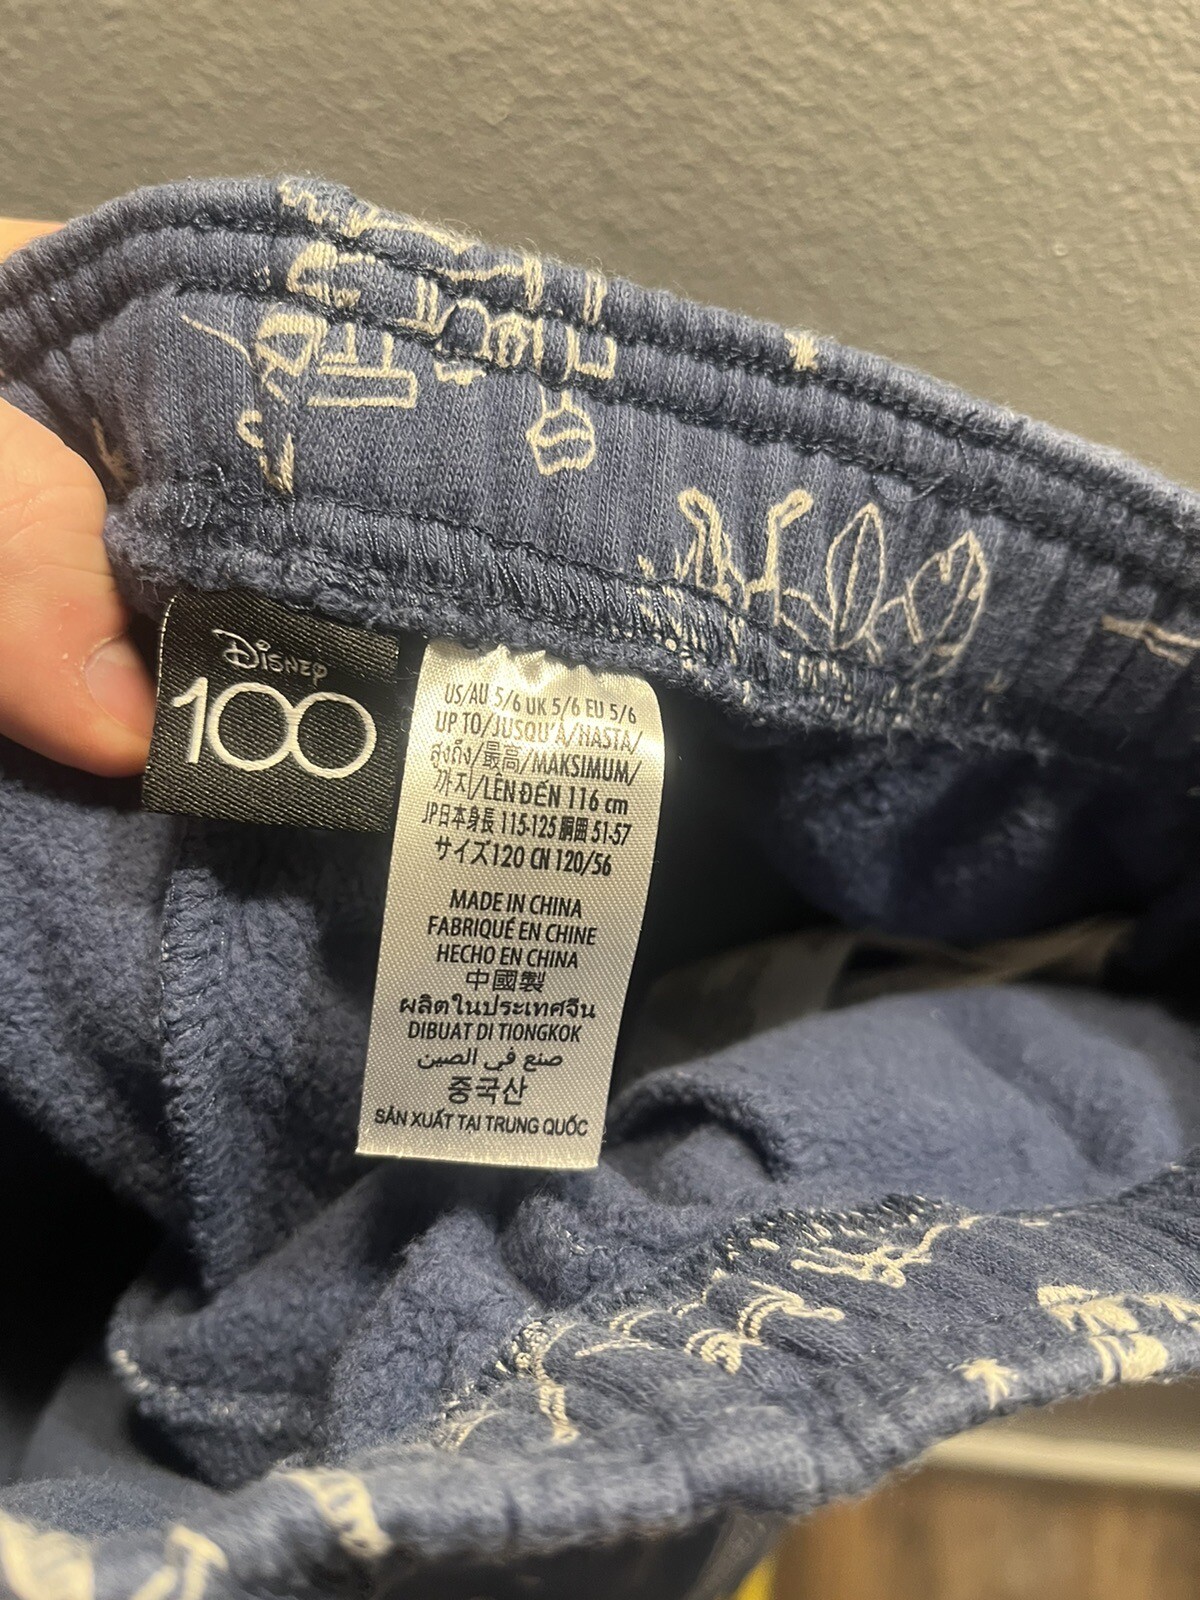 Disney
100
US/AU 5/6 UK 5/6 EU 5/6
UP TO/JUSQU'À/HASTA/
สูงถึง/最高/MAKSIMUM/
까지/LÊN ĐẾN 116 cm
JP日本身長 115-125 胴囲 51-57
サイズ120 CN 120/56
MADE IN CHINA
FABRIQUÉ EN CHINE
HECHO EN CHINA
中國製
ผลิตในประเทศจีน
DIBUAT DI TIONGKOK
صنع في الصين
중국산
SẢN XUẤT TẠI TRUNG QUỐC